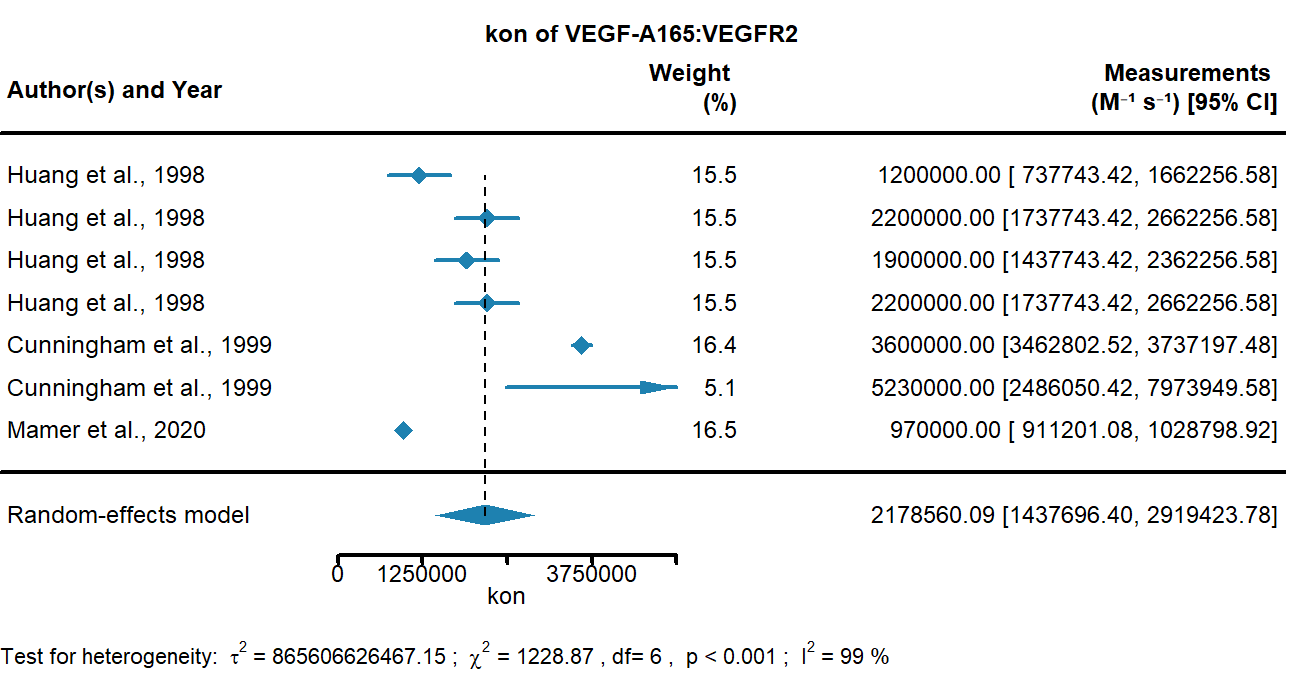 kon of VEGF-A165:VEGFR2
Author(s) and Year Weight (%) Measurements (M⁻¹ s⁻¹) [95% CI]
Huang et al., 1998 15.5 1200000.00 [ 737743.42, 1662256.58]
Huang et al., 1998 15.5 2200000.00 [1737743.42, 2662256.58]
Huang et al., 1998 15.5 1900000.00 [1437743.42, 2362256.58]
Huang et al., 1998 15.5 2200000.00 [1737743.42, 2662256.58]
Cunningham et al., 1999 16.4 3600000.00 [3462802.52, 3737197.48]
Cunningham et al., 1999 5.1 5230000.00 [2486050.42, 7973949.58]
Mamer et al., 2020 16.5 970000.00 [ 911201.08, 1028798.92]
Random-effects model 2178560.09 [1437696.40, 2919423.78]
0 1250000 3750000
kon
Test for heterogeneity: τ² = 865606626467.15 ; χ² = 1228.87 , df= 6 , p < 0.001 ; I² = 99 %